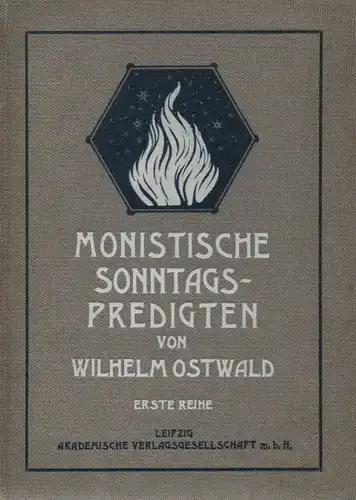 MONISTISCHE
SONNTAGS-
PREDIGTEN
VON
WILHELM OSTWALD
ERSTE REIHE
LEIPZIG
AKADEMISCHE VERLAGSGESELLSCHAFT m. b. H.